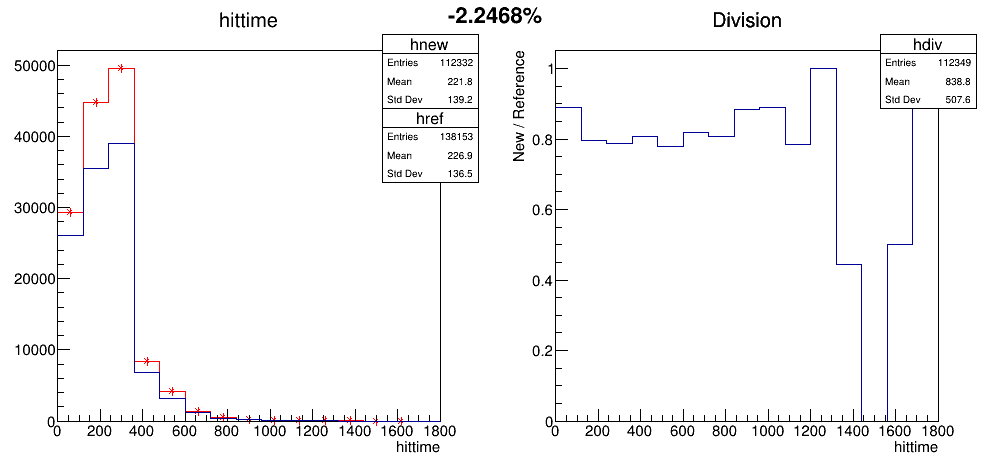 -2.2468%
hittime
hnew
Entries 112332
Mean 221.8
Std Dev 139.2
href
Entries 138153
Mean 226.9
Std Dev 136.5
50000
40000
30000
20000
10000
0
0 200 400 600 800 1000 1200 1400 1600 1800
hittime
Division
hdiv
Entries 112349
Mean 838.8
Std Dev 507.6
New / Reference
1
0.8
0.6
0.4
0.2
0
0 200 400 600 800 1000 1200 1400 1600 1800
hittime